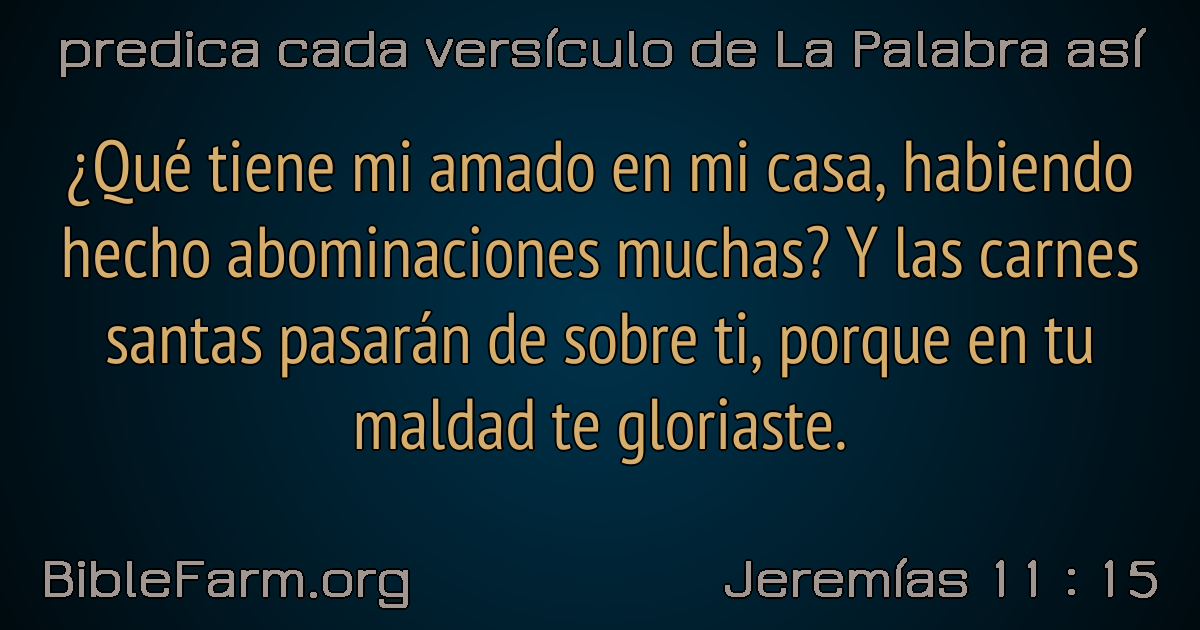 predica cada versículo de La Palabra así
¿Qué tiene mi amado en mi casa, habiendo
hecho abominaciones muchas? Y las carnes
santas pasarán de sobre ti, porque en tu
maldad te gloriaste.
BibleFarm.org
Jeremías 11 : 15